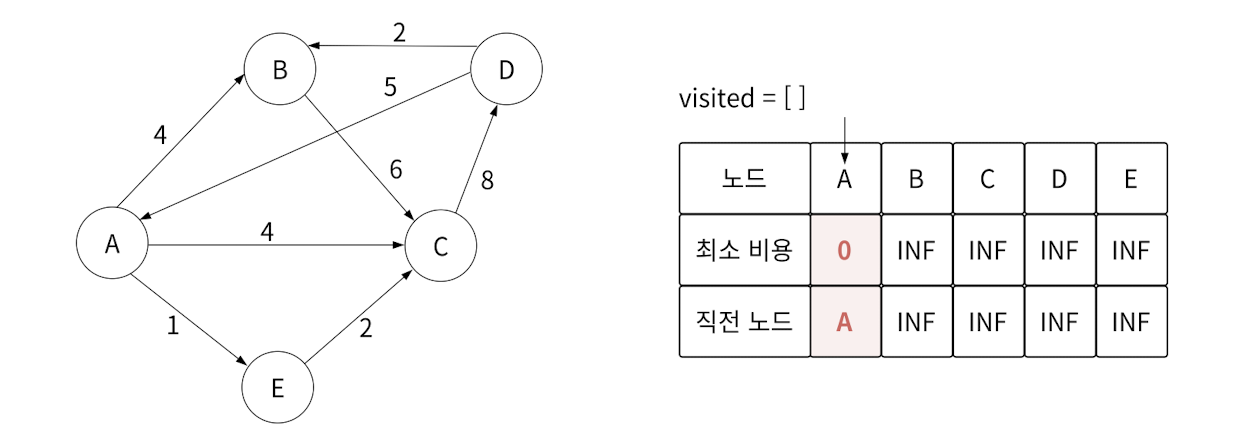 2
B
D
5
4
6
8
A
4
C
1
2
E
visited = [ ]
노드 A B C D E
최소 비용 0 INF INF INF INF
직전 노드 A INF INF INF INF